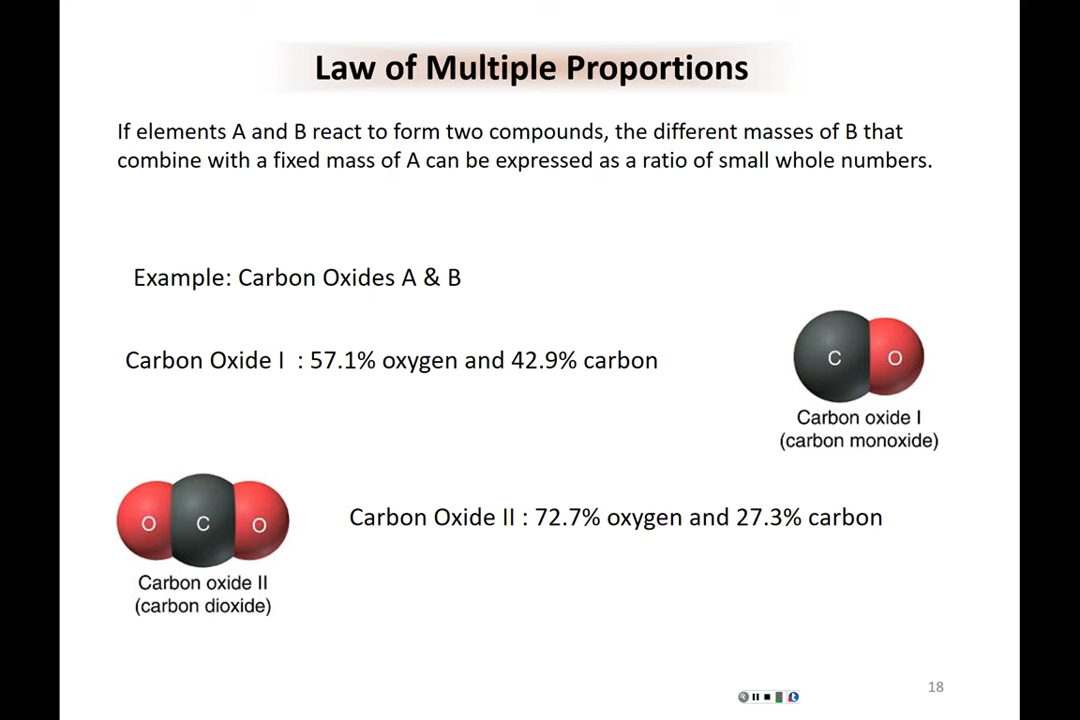 Law of Multiple Proportions
If elements A and B react to form two compounds, the different masses of B that
combine with a fixed mass of A can be expressed as a ratio of small whole numbers.
Example: Carbon Oxides A & B
Carbon Oxide I : 57.1% oxygen and 42.9% carbon
C O
Carbon oxide I
(carbon monoxide)
O C O
Carbon Oxide II : 72.7% oxygen and 27.3% carbon
Carbon oxide II
(carbon dioxide)
18